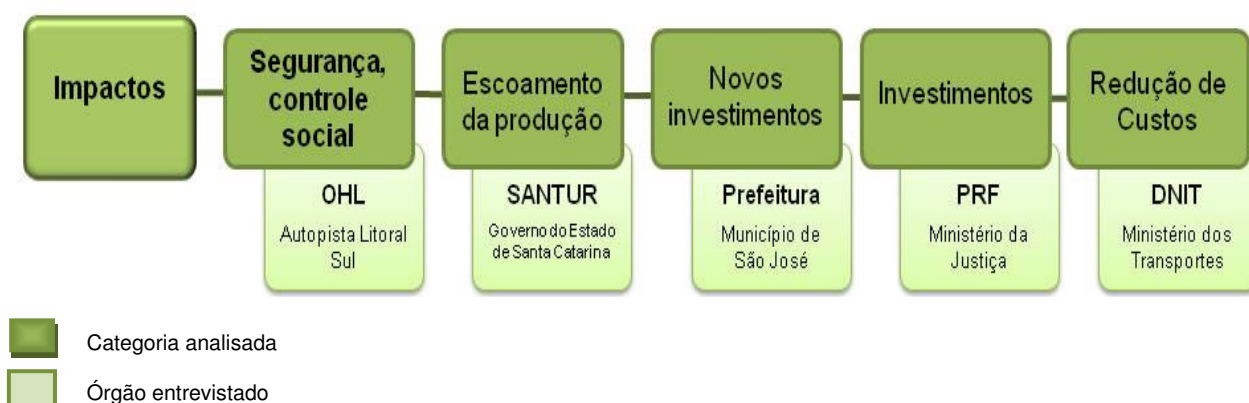 Impactos
Segurança,
controle
social
Escoamento
da produção
Novos
investimentos
Investimentos
Redução de
Custos
OHL
Autopista Litoral
Sul
SANTUR
Governo do Estado
de Santa Catarina
Prefeitura
Município de
São José
PRF
Ministério da
Justiça
DNIT
Ministério dos
Transportes
Categoria analisada
Órgão entrevistado